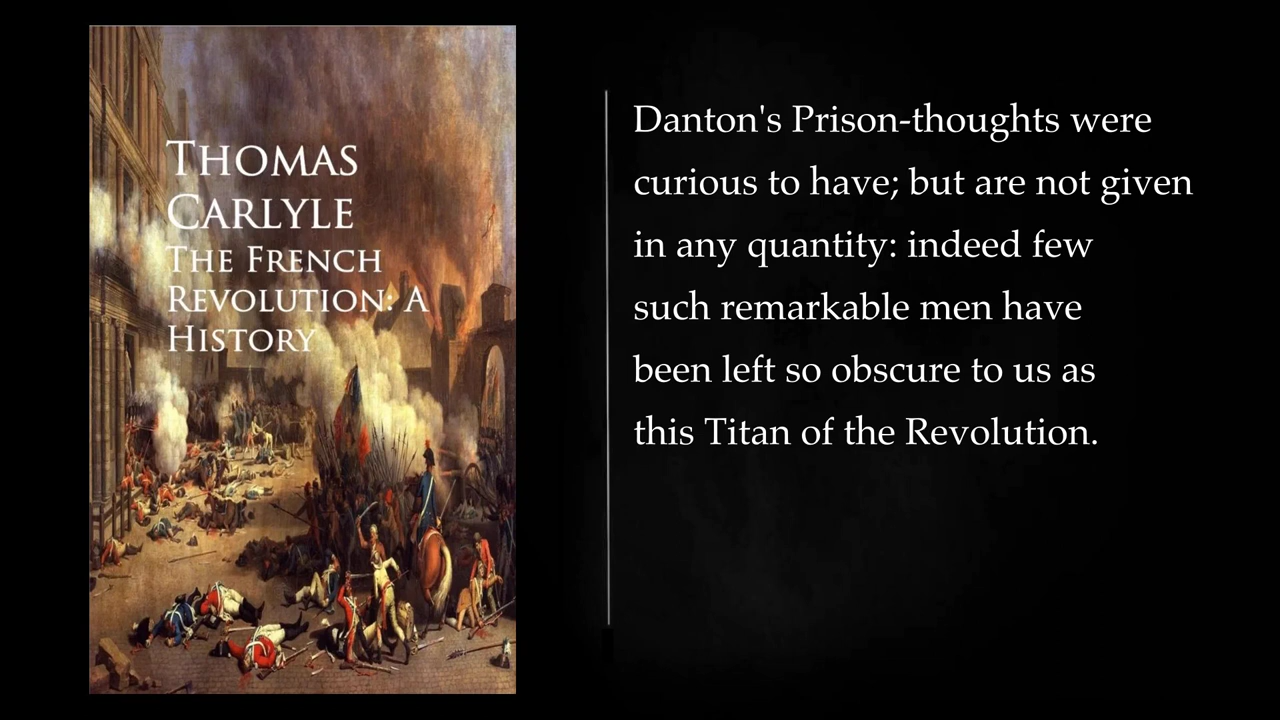 THOMAS
CARLYLE
THE FRENCH
REVOLUTION: A
HISTORY
Danton's Prison-thoughts were
curious to have; but are not given
in any quantity: indeed few
such remarkable men have
been left so obscure to us as
this Titan of the Revolution.